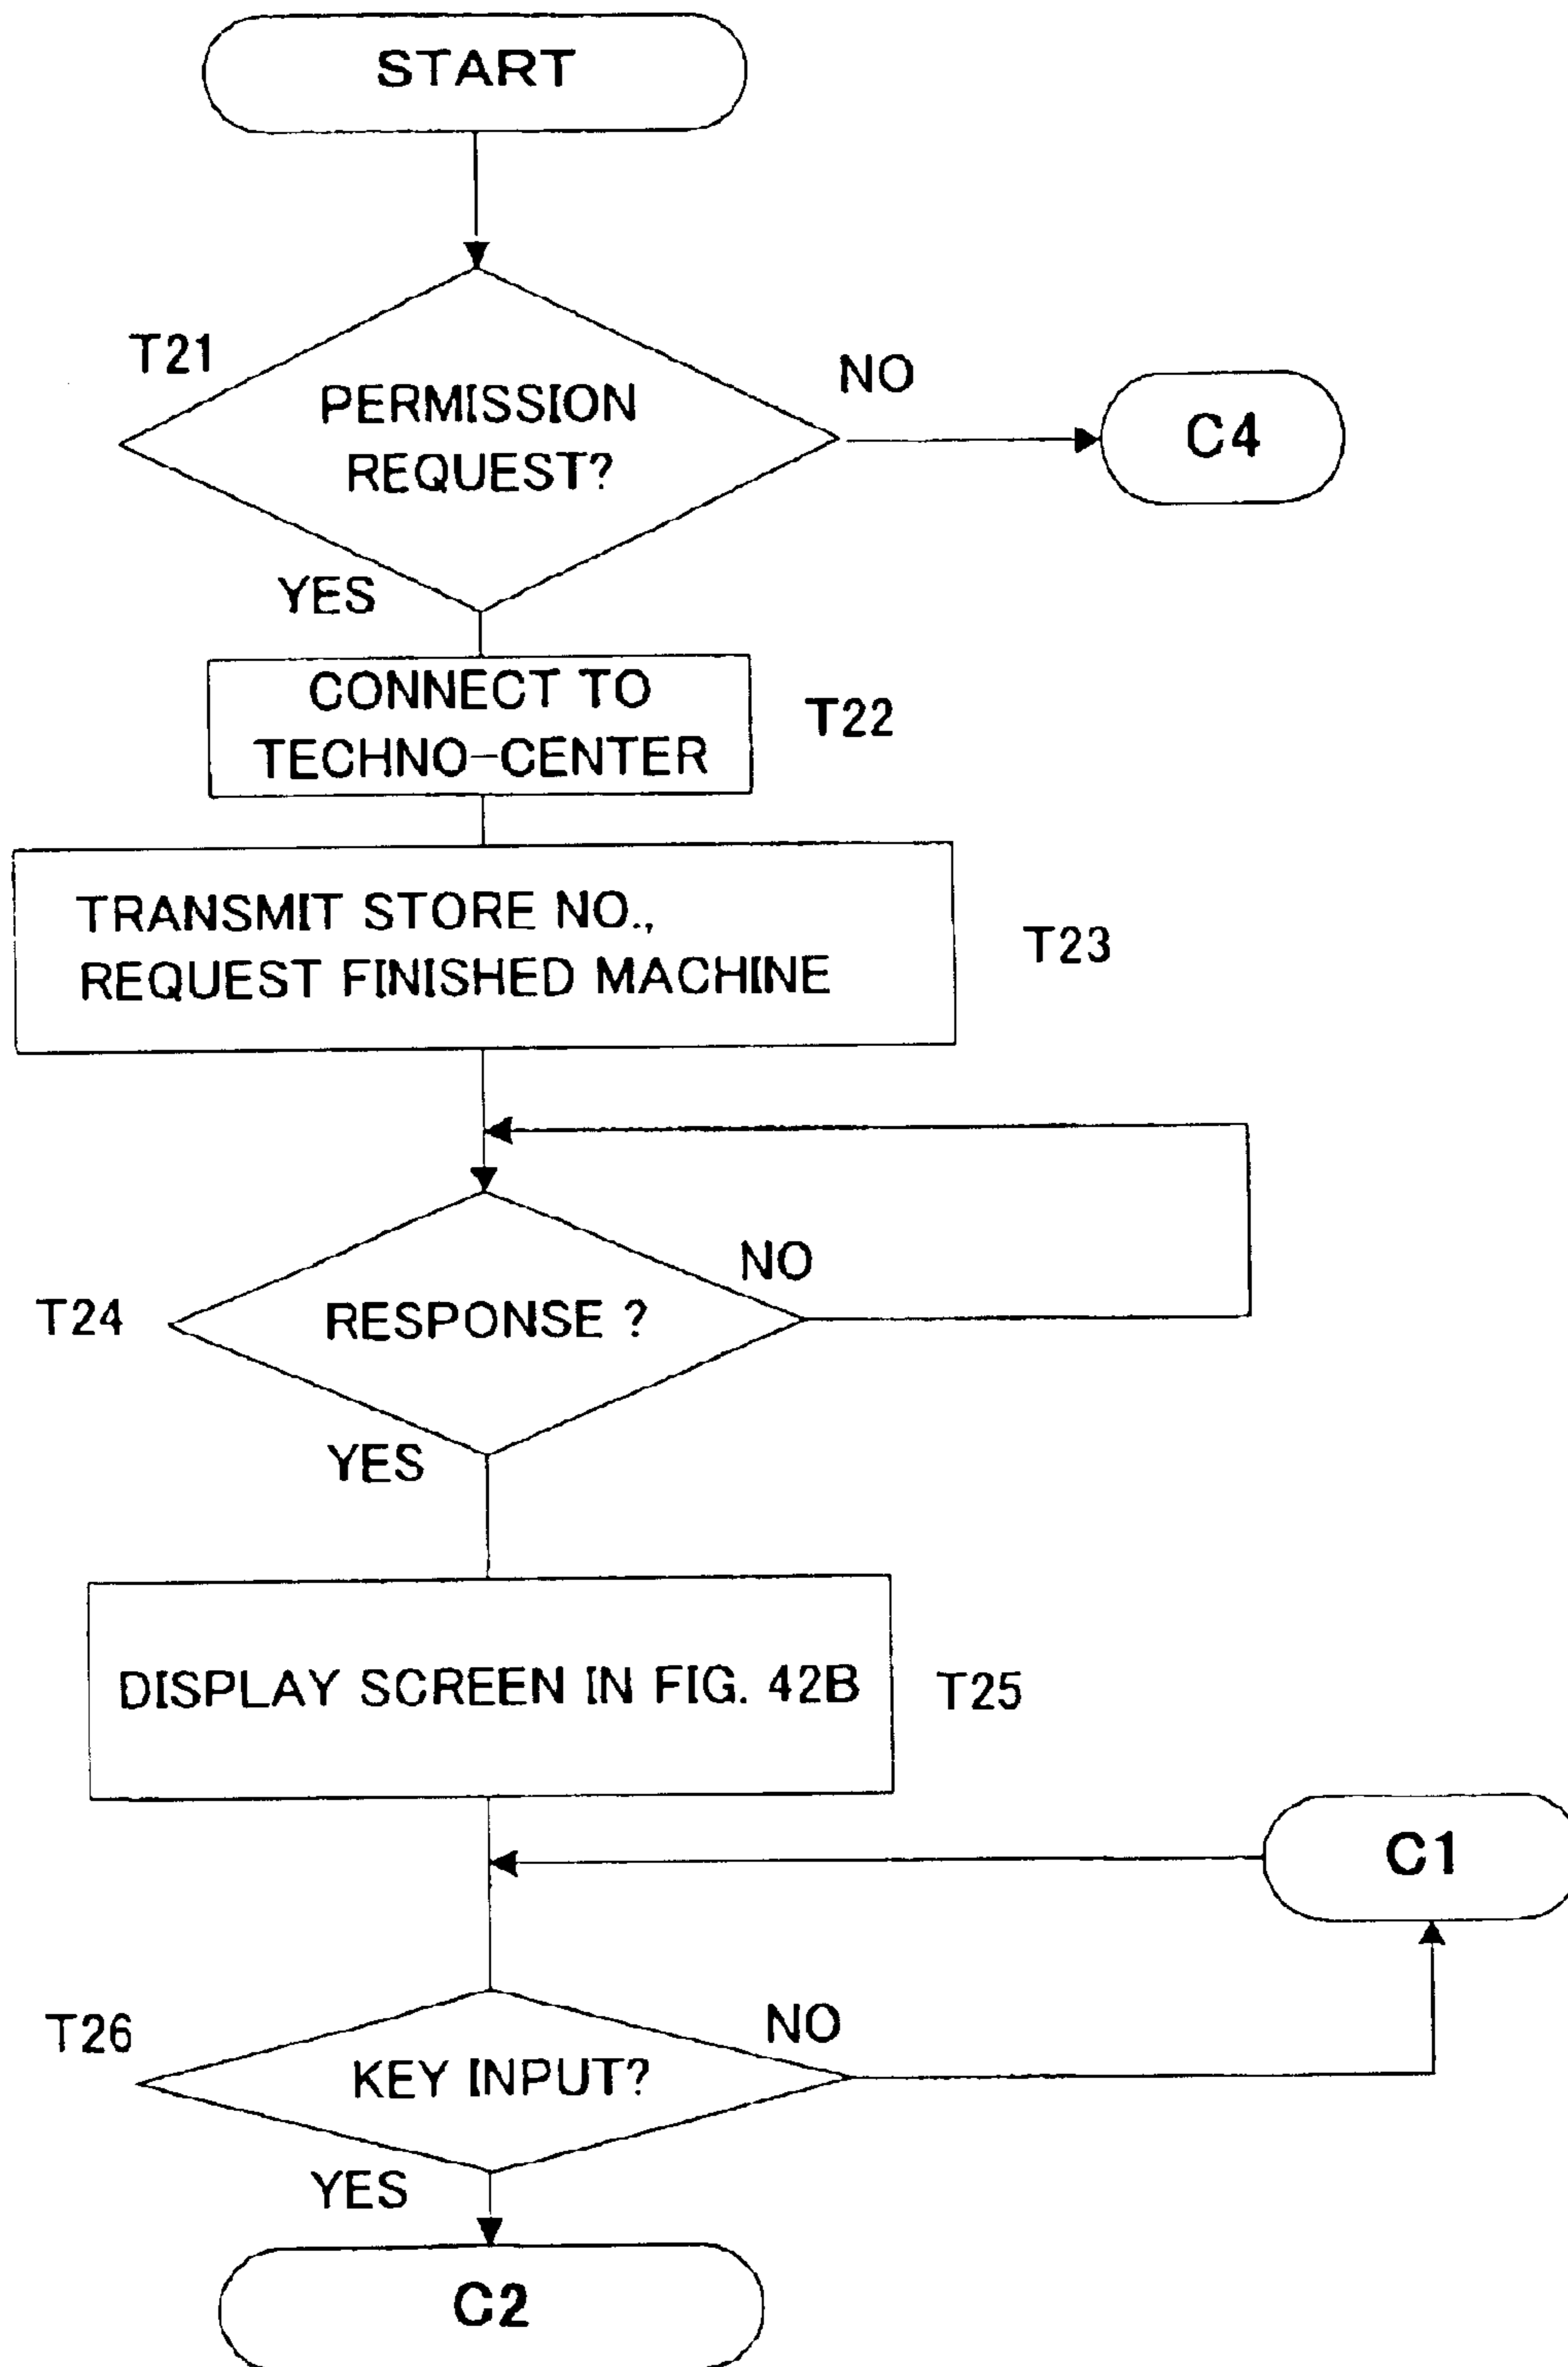 START
T21
PERMISSION
REQUEST?
NO
C4
YES
CONNECT TO
TECHNO-CENTER
T22
TRANSMIT STORE NO.,
REQUEST FINISHED MACHINE
T23
T24
RESPONSE ?
NO
YES
DISPLAY SCREEN IN FIG. 42B
T25
C1
T26
KEY INPUT?
NO
YES
C2